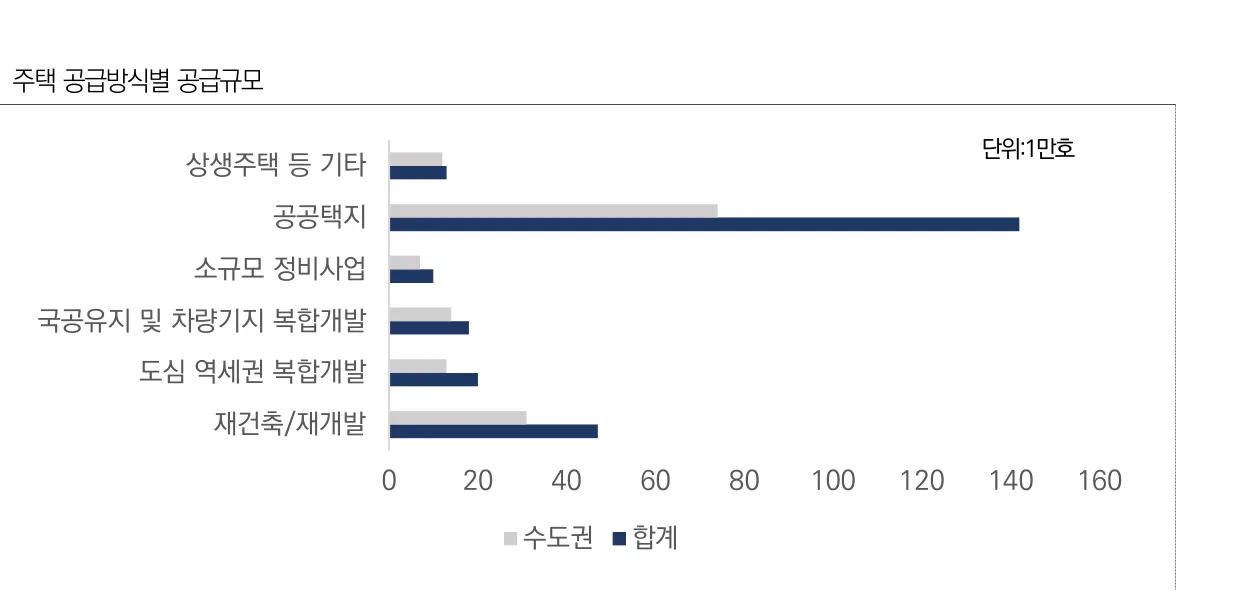 주택 공급방식별 공급규모
단위:1만호
상생주택 등 기타
공공택지
소규모 정비사업
국공유지 및 차량기지 복합개발
도심 역세권 복합개발
재건축/재개발
0 20 40 60 80 100 120 140 160
수도권 합계